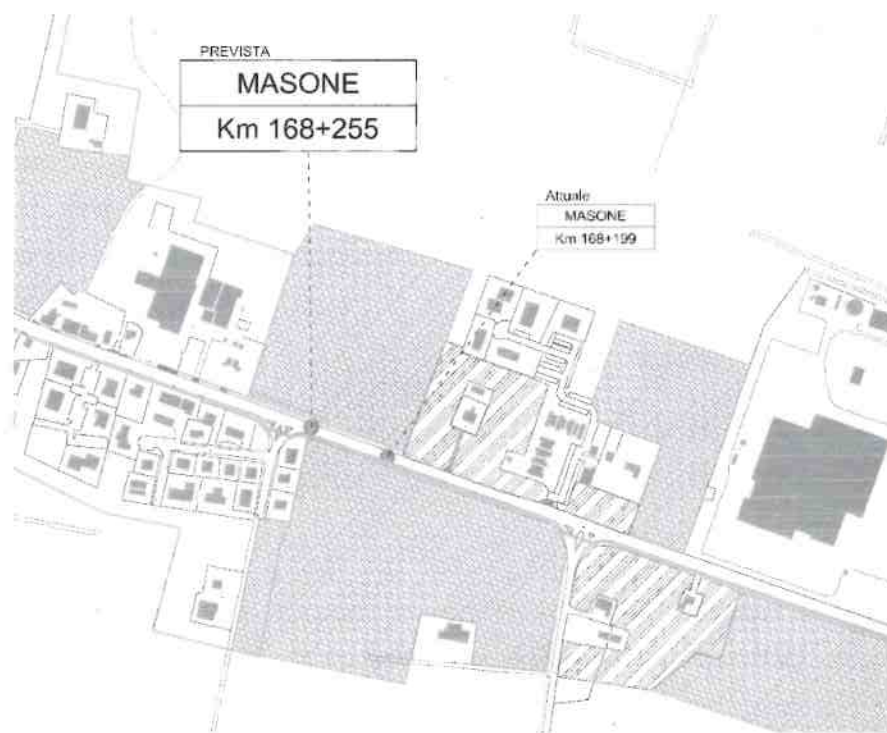 PREVISTA
MASONE
Km 168+255
Attuale
MASONE
Km 168+199